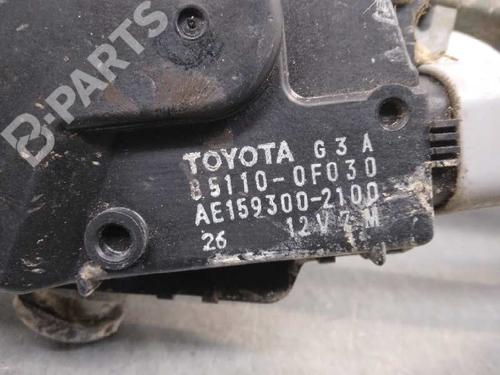 B-PARTS
TOYOTA G3A
85110-0F030
AE159300-2100
26 12V Z M